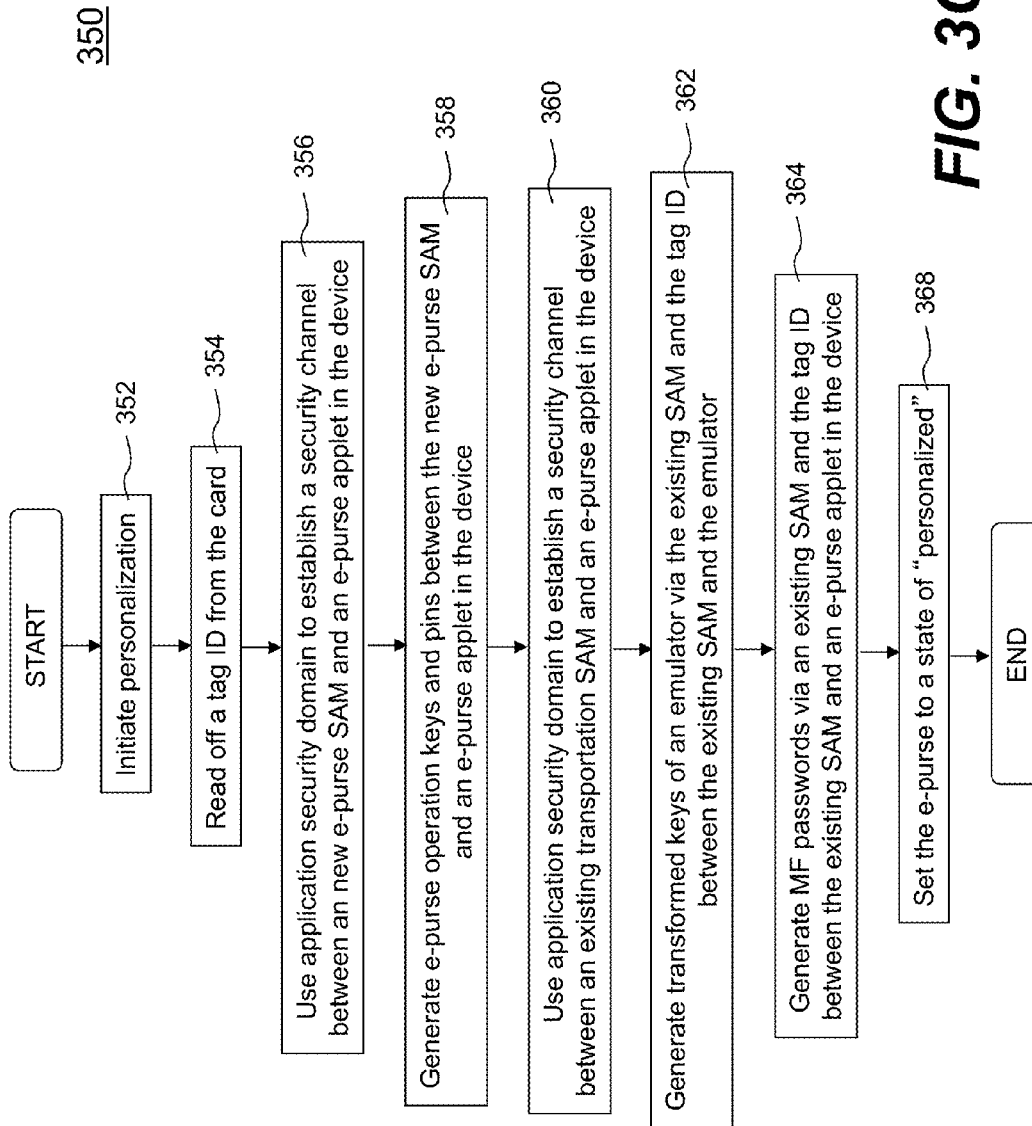 350
START
Initiate personalization
352
Read off a tag ID from the card
354
Use application security domain to establish a security channel
between an new e-purse SAM and an e-purse applet in the device
356
Generate e-purse operation keys and pins between the new e-purse SAM
and an e-purse applet in the device
358
Use application security domain to establish a security channel
between an existing transportation SAM and an e-purse applet in the device
360
Generate transformed keys of an emulator via the existing SAM and the tag ID
between the existing SAM and the emulator
362
Generate MF passwords via an existing SAM and the tag ID
between the existing SAM and an e-purse applet in the device
364
Set the e-purse to a state of “personalized”
368
END
FIG.